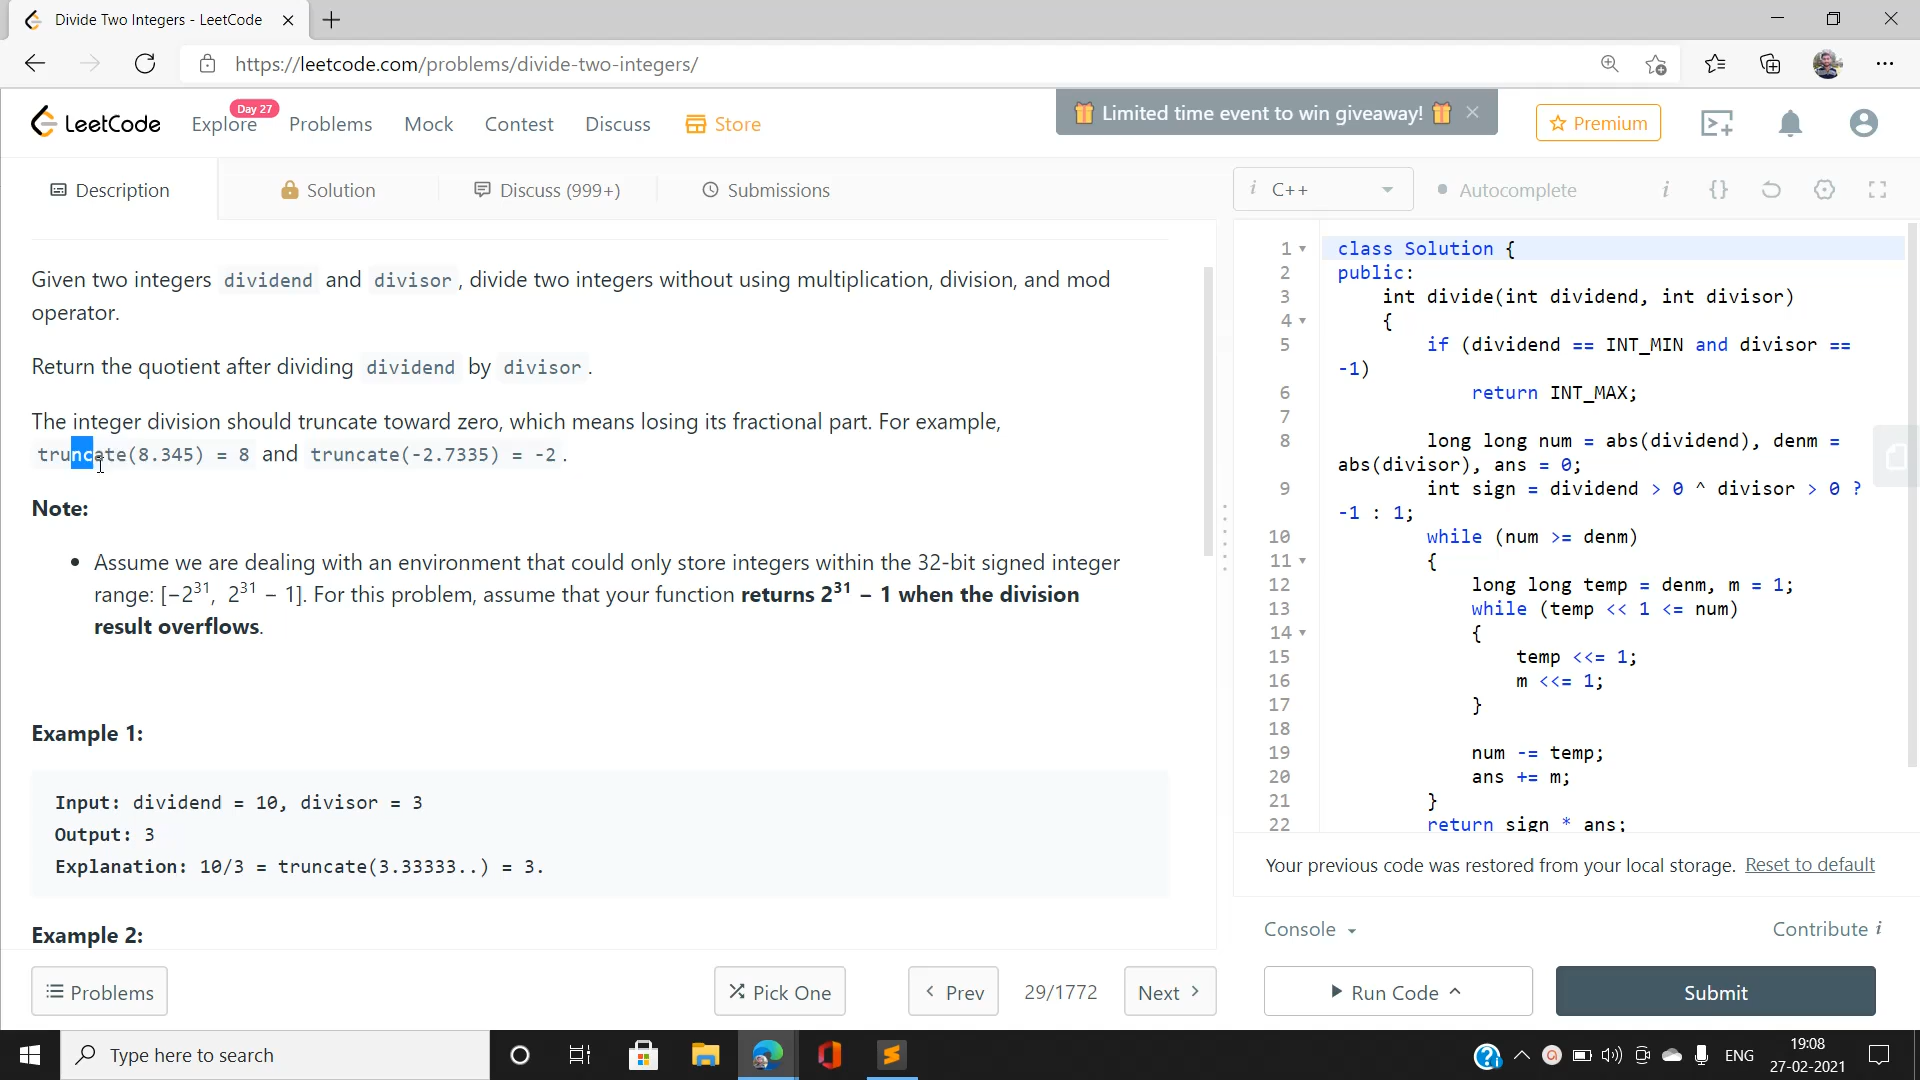 Divide Two Integers - LeetCode
https://leetcode.com/problems/divide-two-integers/
LeetCode
Explore
Day 27
Problems
Mock
Contest
Discuss
Store
Limited time event to win giveaway!
Premium
Description
Solution
Discuss (999+)
Submissions
i C++
Autocomplete
i
{}
Given two integers dividend and divisor, divide two integers without using multiplication, division, and mod
operator.
Return the quotient after dividing dividend by divisor.
The integer division should truncate toward zero, which means losing its fractional part. For example,
truncate(8.345) = 8 and truncate(-2.7335) = -2.
Note:
• Assume we are dealing with an environment that could only store integers within the 32-bit signed integer
range: [−2³¹, 2³¹ − 1]. For this problem, assume that your function returns 2³¹ − 1 when the division
result overflows.
Example 1:
Input: dividend = 10, divisor = 3
Output: 3
Explanation: 10/3 = truncate(3.33333..) = 3.
Example 2:
1 class Solution {
2 public:
3 int divide(int dividend, int divisor)
4 {
5 if (dividend == INT_MIN and divisor ==
-1)
6 return INT_MAX;
7
8 long long num = abs(dividend), denm =
abs(divisor), ans = 0;
9 int sign = dividend > 0 ^ divisor > 0 ?
-1 : 1;
10 while (num >= denm)
11 {
12 long long temp = denm, m = 1;
13 while (temp << 1 <= num)
14 {
15 temp <<= 1;
16 m <<= 1;
17 }
18
19 num -= temp;
20 ans += m;
21 }
22 return sign * ans;
Your previous code was restored from your local storage. Reset to default
Console
Contribute i
Problems
Pick One
Prev
29/1772
Next
Run Code
Submit
Type here to search
ENG
19:08
27-02-2021